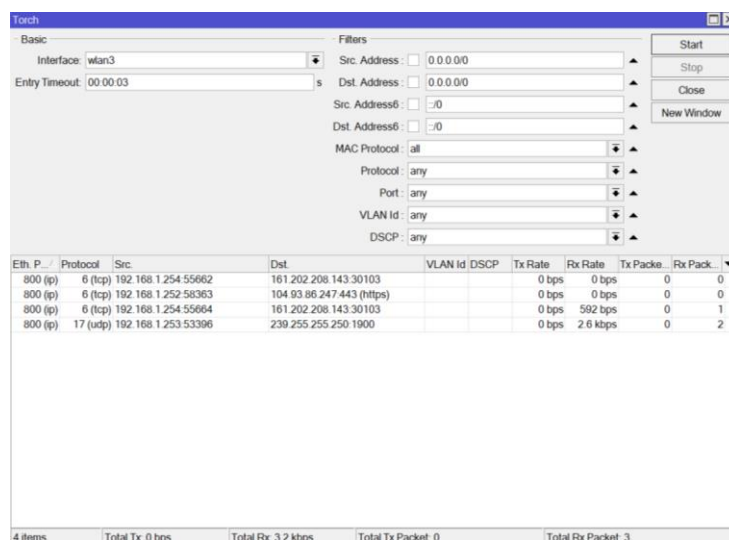 Torch
Basic
Interface: wlan3
Entry Timeout: 00:00:03 s
Filters
Src. Address : 0.0.0.0/0
Dst. Address : 0.0.0.0/0
Src. Address6 : ::/0
Dst. Address6 : ::/0
MAC Protocol : all
Protocol : any
Port : any
VLAN Id : any
DSCP : any
Start
Stop
Close
New Window
Eth. P... Protocol Src. Dst. VLAN Id DSCP Tx Rate Rx Rate Tx Packe... Rx Pack...
800 (ip) 6 (tcp) 192.168.1.254:55662 161.202.208.143:30103 0 bps 0 bps 0 0
800 (ip) 6 (tcp) 192.168.1.252:58363 104.93.86.247:443 (https) 0 bps 0 bps 0 0
800 (ip) 6 (tcp) 192.168.1.254:55664 161.202.208.143:30103 0 bps 592 bps 0 1
800 (ip) 17 (udp) 192.168.1.253:53396 239.255.255.250:1900 0 bps 2.6 kbps 0 2
4 items Total Tx: 0 bps Total Rx: 3.2 kbps Total Tx Packet: 0 Total Rx Packet: 3